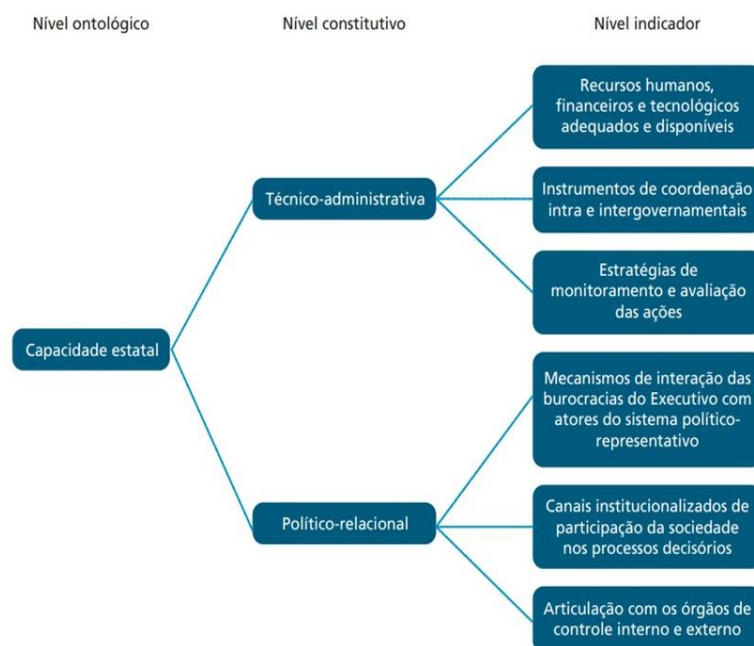 Nível ontológico
Nível constitutivo
Nível indicador
Recursos humanos,
financeiros e tecnológicos
adequados e disponíveis
Técnico-administrativa
Instrumentos de coordenação
intra e intergovernamentais
Estratégias de
monitoramento e avaliação
das ações
Capacidade estatal
Mecanismos de interação das
burocracias do Executivo com
atores do sistema político-
representativo
Político-relacional
Canais institucionalizados de
participação da sociedade
nos processos decisórios
Articulação com os órgãos de
controle interno e externo